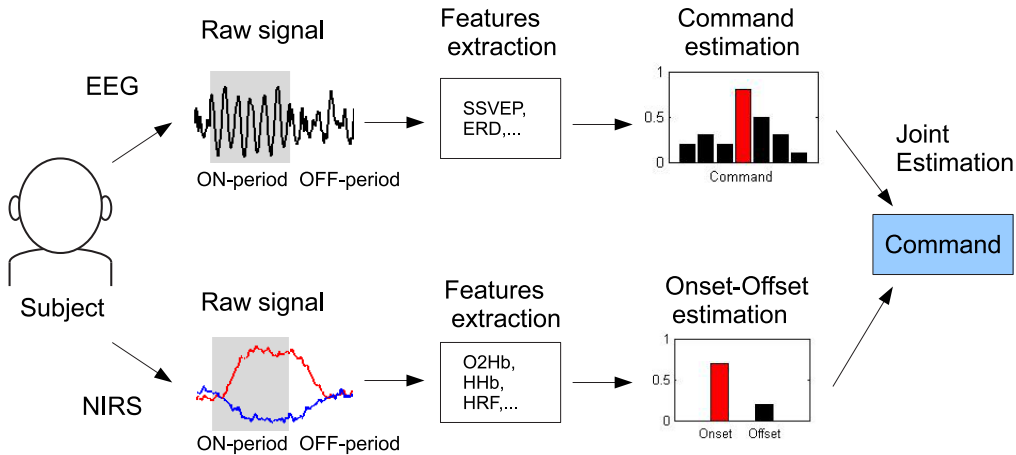 Raw signal
Features
extraction
Command
estimation
EEG
SSVEP,
ERD,...
1
0.5
0
Command
ON-period OFF-period
Joint
Estimation
Command
Subject
Raw signal
Features
extraction
Onset-Offset
estimation
NIRS
O2Hb,
HHb,
HRF,...
1
0.5
0
Onset Offset
ON-period OFF-period